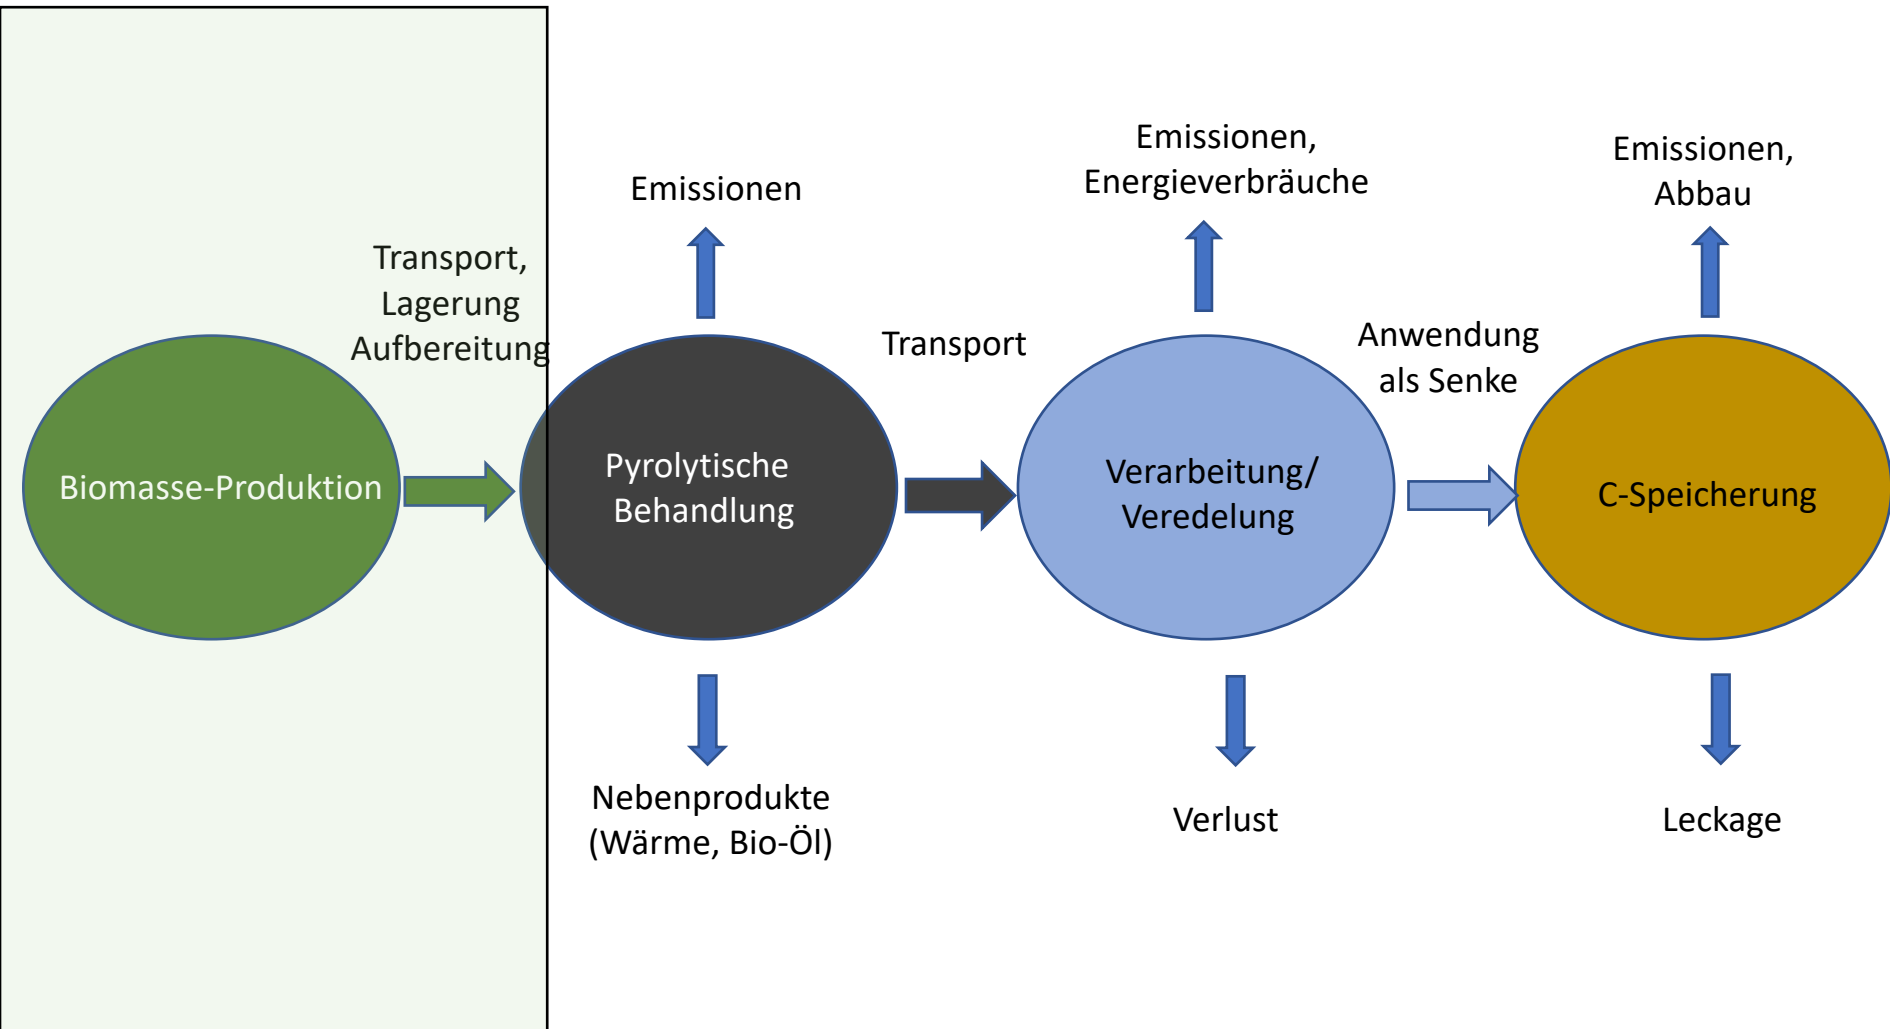 Transport,
Lagerung
Aufbereitung
Biomasse-Produktion
Emissionen
Pyrolytische
Behandlung
Nebenprodukte
(Wärme, Bio-Öl)
Transport
Emissionen,
Energieverbräuche
Verarbeitung/
Veredelung
Verlust
Anwendung
als Senke
Emissionen,
Abbau
C-Speicherung
Leckage